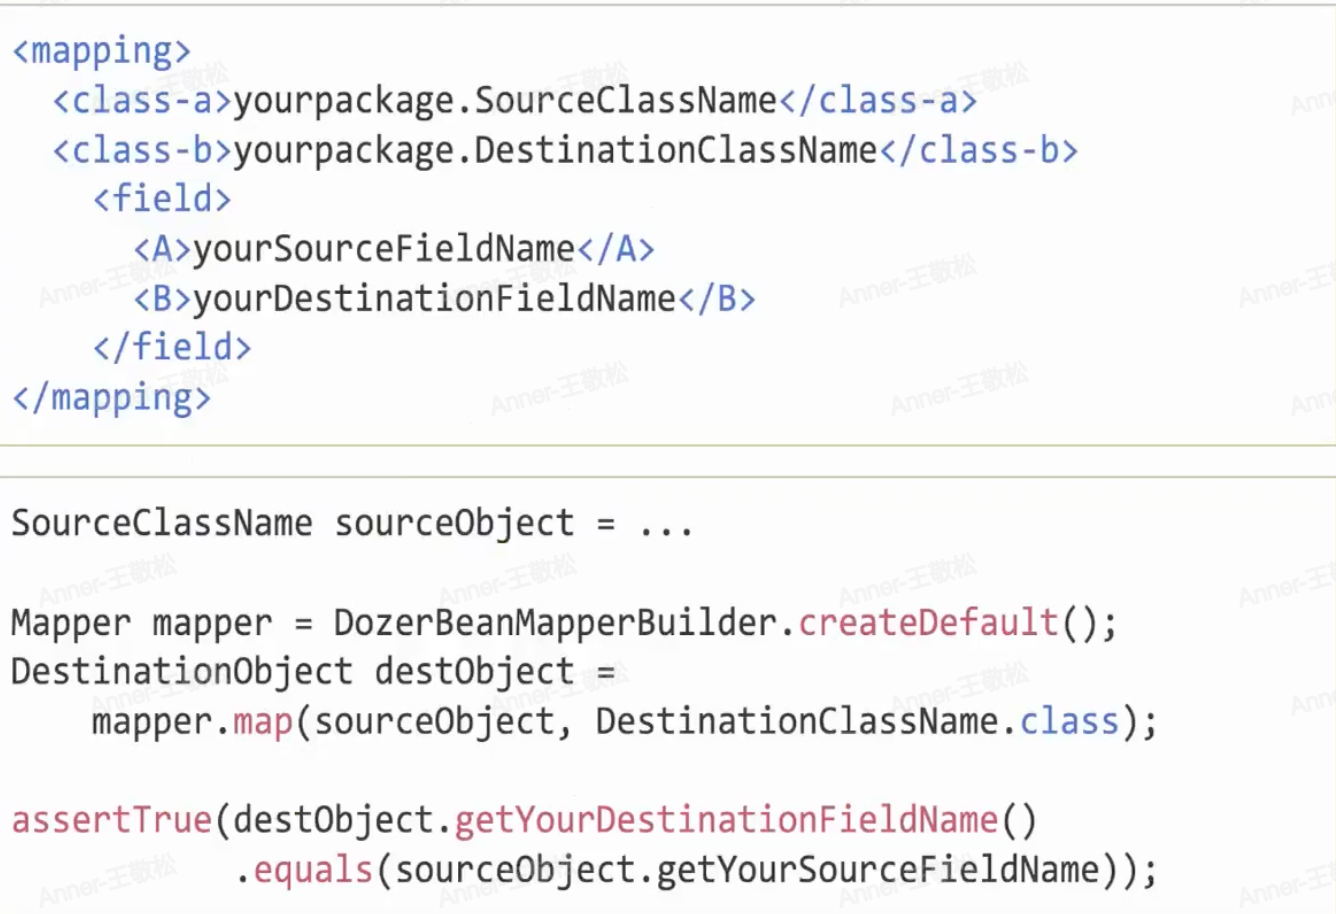 <mapping>
  <class-a>yourpackage.SourceClassName</class-a>
  <class-b>yourpackage.DestinationClassName</class-b>
    <field>
      <A>yourSourceFieldName</A>
      <B>yourDestinationFieldName</B>
    </field>
</mapping>
SourceClassName sourceObject = ...
Mapper mapper = DozerBeanMapperBuilder.createDefault();
DestinationObject destObject =
    mapper.map(sourceObject, DestinationClassName.class);
assertTrue(destObject.getYourDestinationFieldName()
           .equals(sourceObject.getYourSourceFieldName));
Anner-王敬松